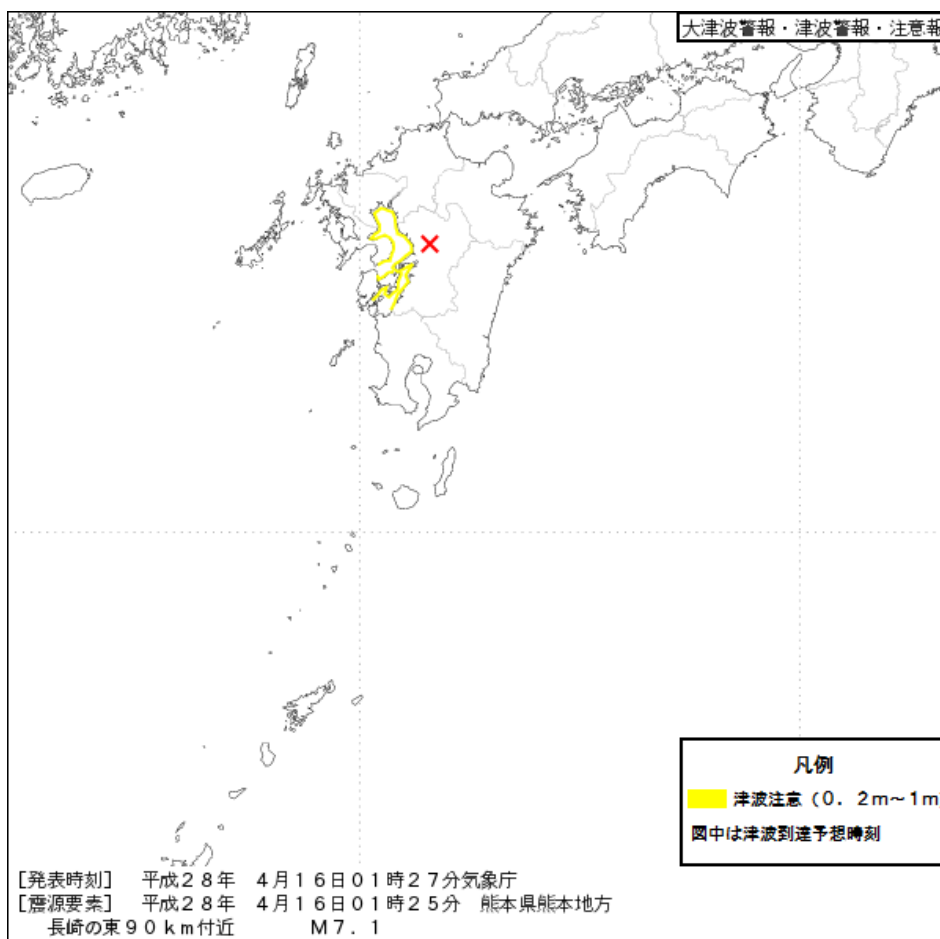 大津波警報・津波警報・注意報
凡例
津波注意（０．２ｍ～１ｍ
図中は津波到達予想時刻
［発表時刻］　平成２８年　４月１６日０１時２７分気象庁
［震源要素］　平成２８年　４月１６日０１時２５分　熊本県熊本地方
長崎の東９０ｋｍ付近　Ｍ７．１